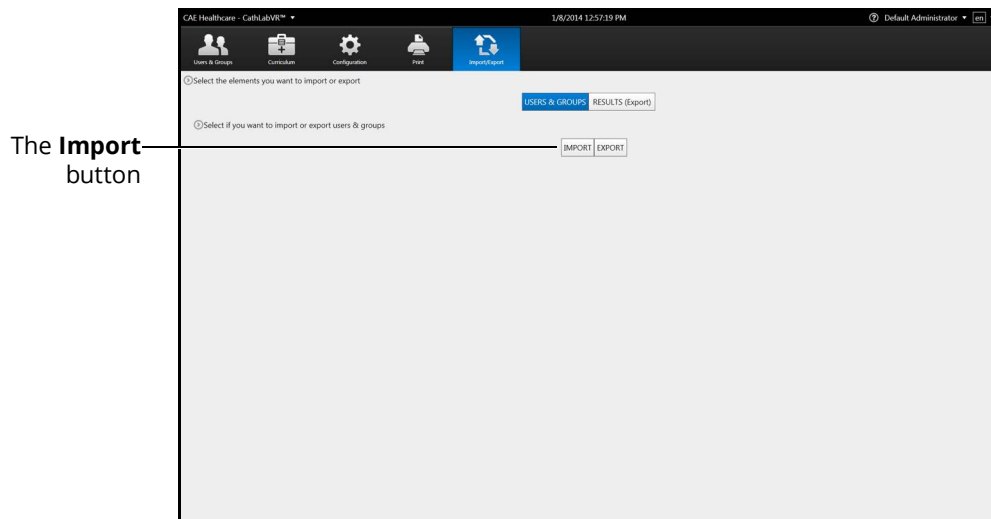 CAE Healthcare - CathLabVR™
1/8/2014 12:57:19 PM
Default Administrator
en
Users & Groups
Curriculum
Configuration
Print
Import/Export
Select the elements you want to import or export
USERS & GROUPS
RESULTS (Export)
Select if you want to import or export users & groups
IMPORT
EXPORT
The Import
button